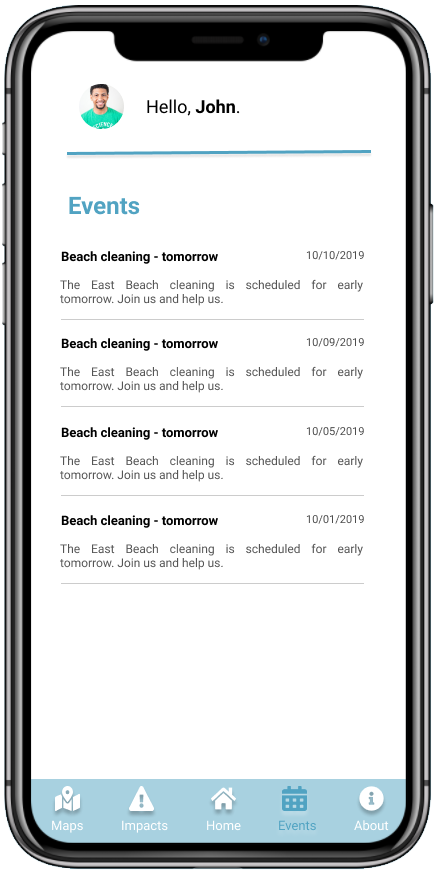 Hello, John.
Events
Beach cleaning - tomorrow 10/10/2019
The East Beach cleaning is scheduled for early
tomorrow. Join us and help us.
Beach cleaning - tomorrow 10/09/2019
The East Beach cleaning is scheduled for early
tomorrow. Join us and help us.
Beach cleaning - tomorrow 10/05/2019
The East Beach cleaning is scheduled for early
tomorrow. Join us and help us.
Beach cleaning - tomorrow 10/01/2019
The East Beach cleaning is scheduled for early
tomorrow. Join us and help us.
Maps Impacts Home Events About